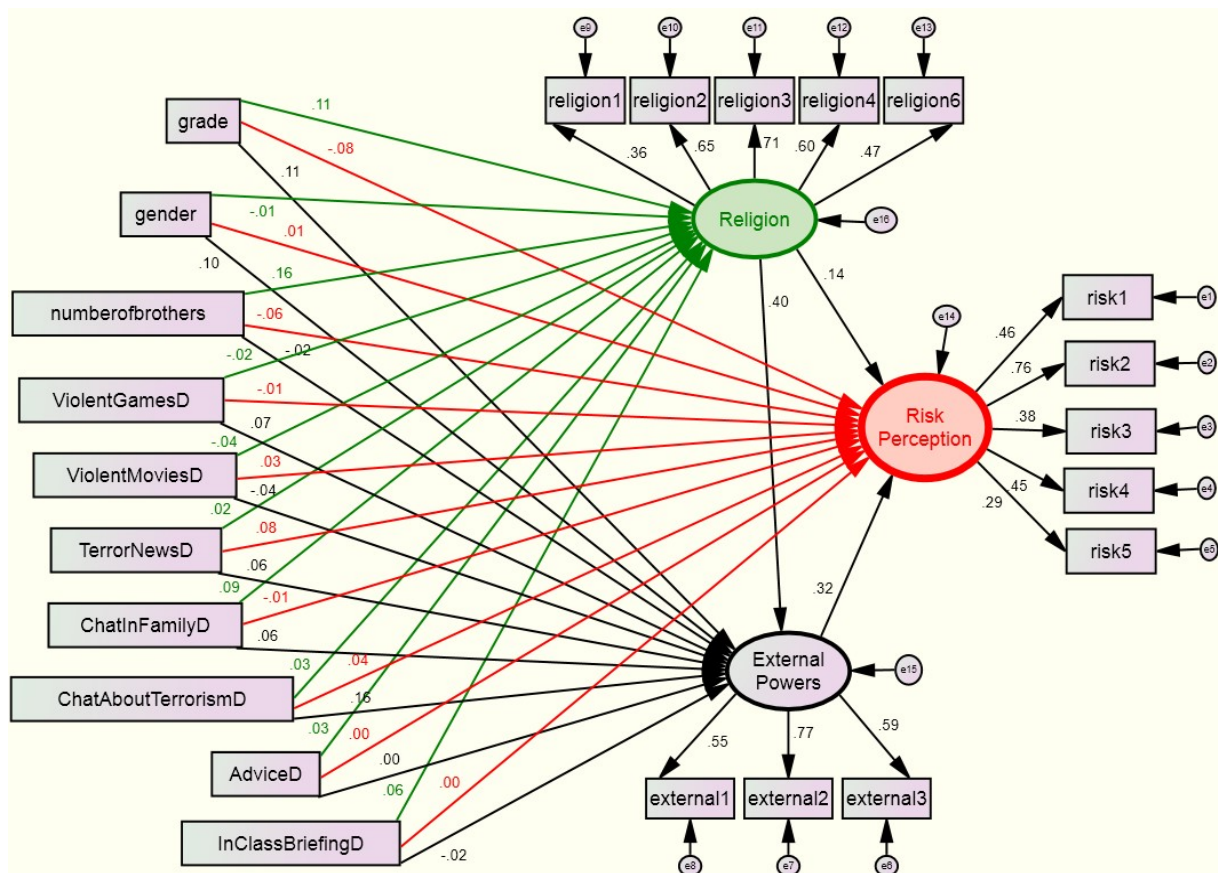 e9 e10 e11 e12 e13
religion1 religion2 religion3 religion4 religion6
.36 .65 .71 .60 .47
grade
.11
-.08
.11
gender
-.01
.01
.10
Religion
e16
.14
.40
numberofbrothers
.16
-.06
-.02
-.02
ViolentGamesD
-.01
.07
-.04
ViolentMoviesD
.03
-.04
.02
TerrorNewsD
.08
.06
.09
ChatInFamilyD
-.01
.06
.03
ChatAboutTerrorismD
.04
.16
.03
AdviceD
.00
.00
.06
InClassBriefingD
.00
-.02
e14
Risk
Perception
.46
.76
.38
.45
.29
risk1
e1
risk2
e2
risk3
e3
risk4
e4
risk5
e5
.32
External
Powers
e15
.55 .77 .59
external1 external2 external3
e8 e7 e6